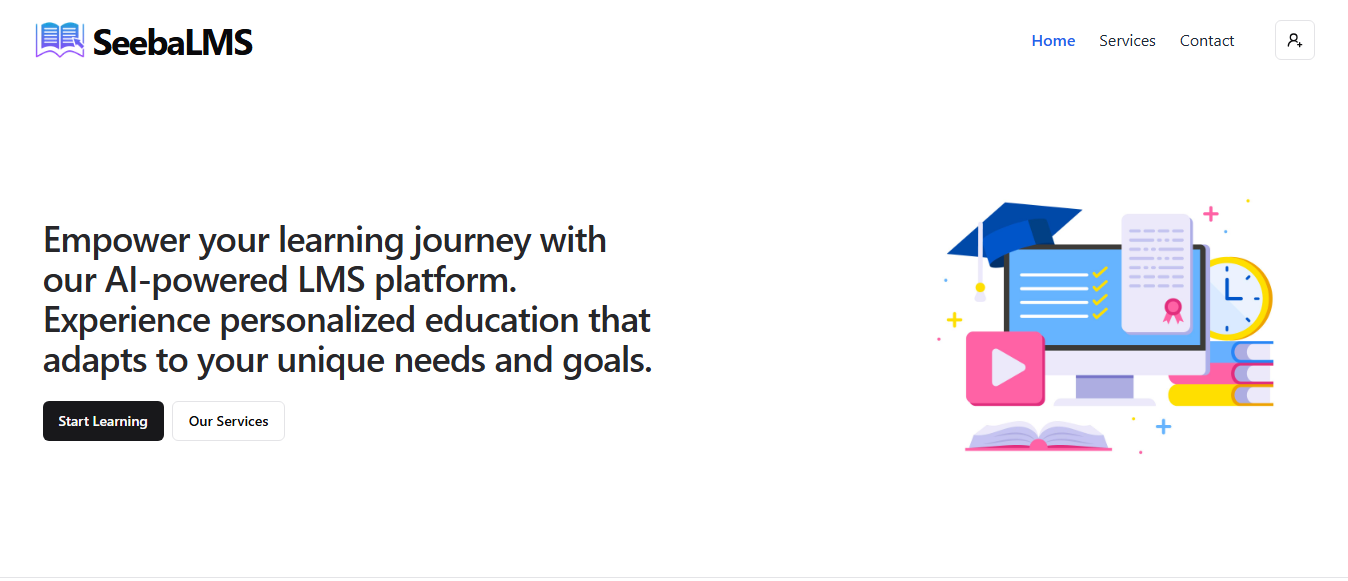 SeebaLMS
Home
Services
Contact
Empower your learning journey with
our AI-powered LMS platform.
Experience personalized education that
adapts to your unique needs and goals.
Start Learning
Our Services